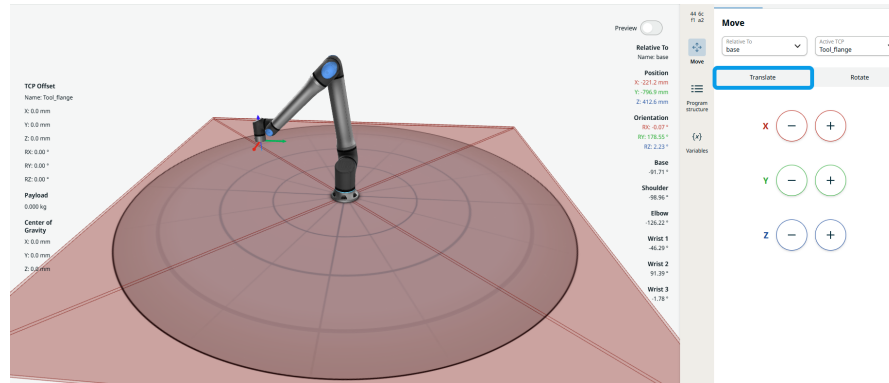 Preview
Relative To
Name: base
Position
X: -221.2 mm
Y: -796.9 mm
Z: 412.6 mm
Orientation
RX: -0.07 °
RY: 178.55 °
RZ: 2.23 °
Base
-91.71 °
Shoulder
-98.96 °
Elbow
-126.22 °
Wrist 1
-46.29 °
Wrist 2
91.39 °
Wrist 3
-1.78 °
TCP Offset
Name: Tool_flange
X: 0.0 mm
Y: 0.0 mm
Z: 0.0 mm
RX: 0.00 °
RY: 0.00 °
RZ: 0.00 °
Payload
0.000 kg
Center of
Gravity
X: 0.0 mm
Y: 0.0 mm
Z: 0.0 mm
44 6c
f1 a2
Move
Program
structure
{x}
Variables
Move
Relative To
base
Active TCP
Tool_flange
Translate
Rotate
X − +
Y − +
Z − +